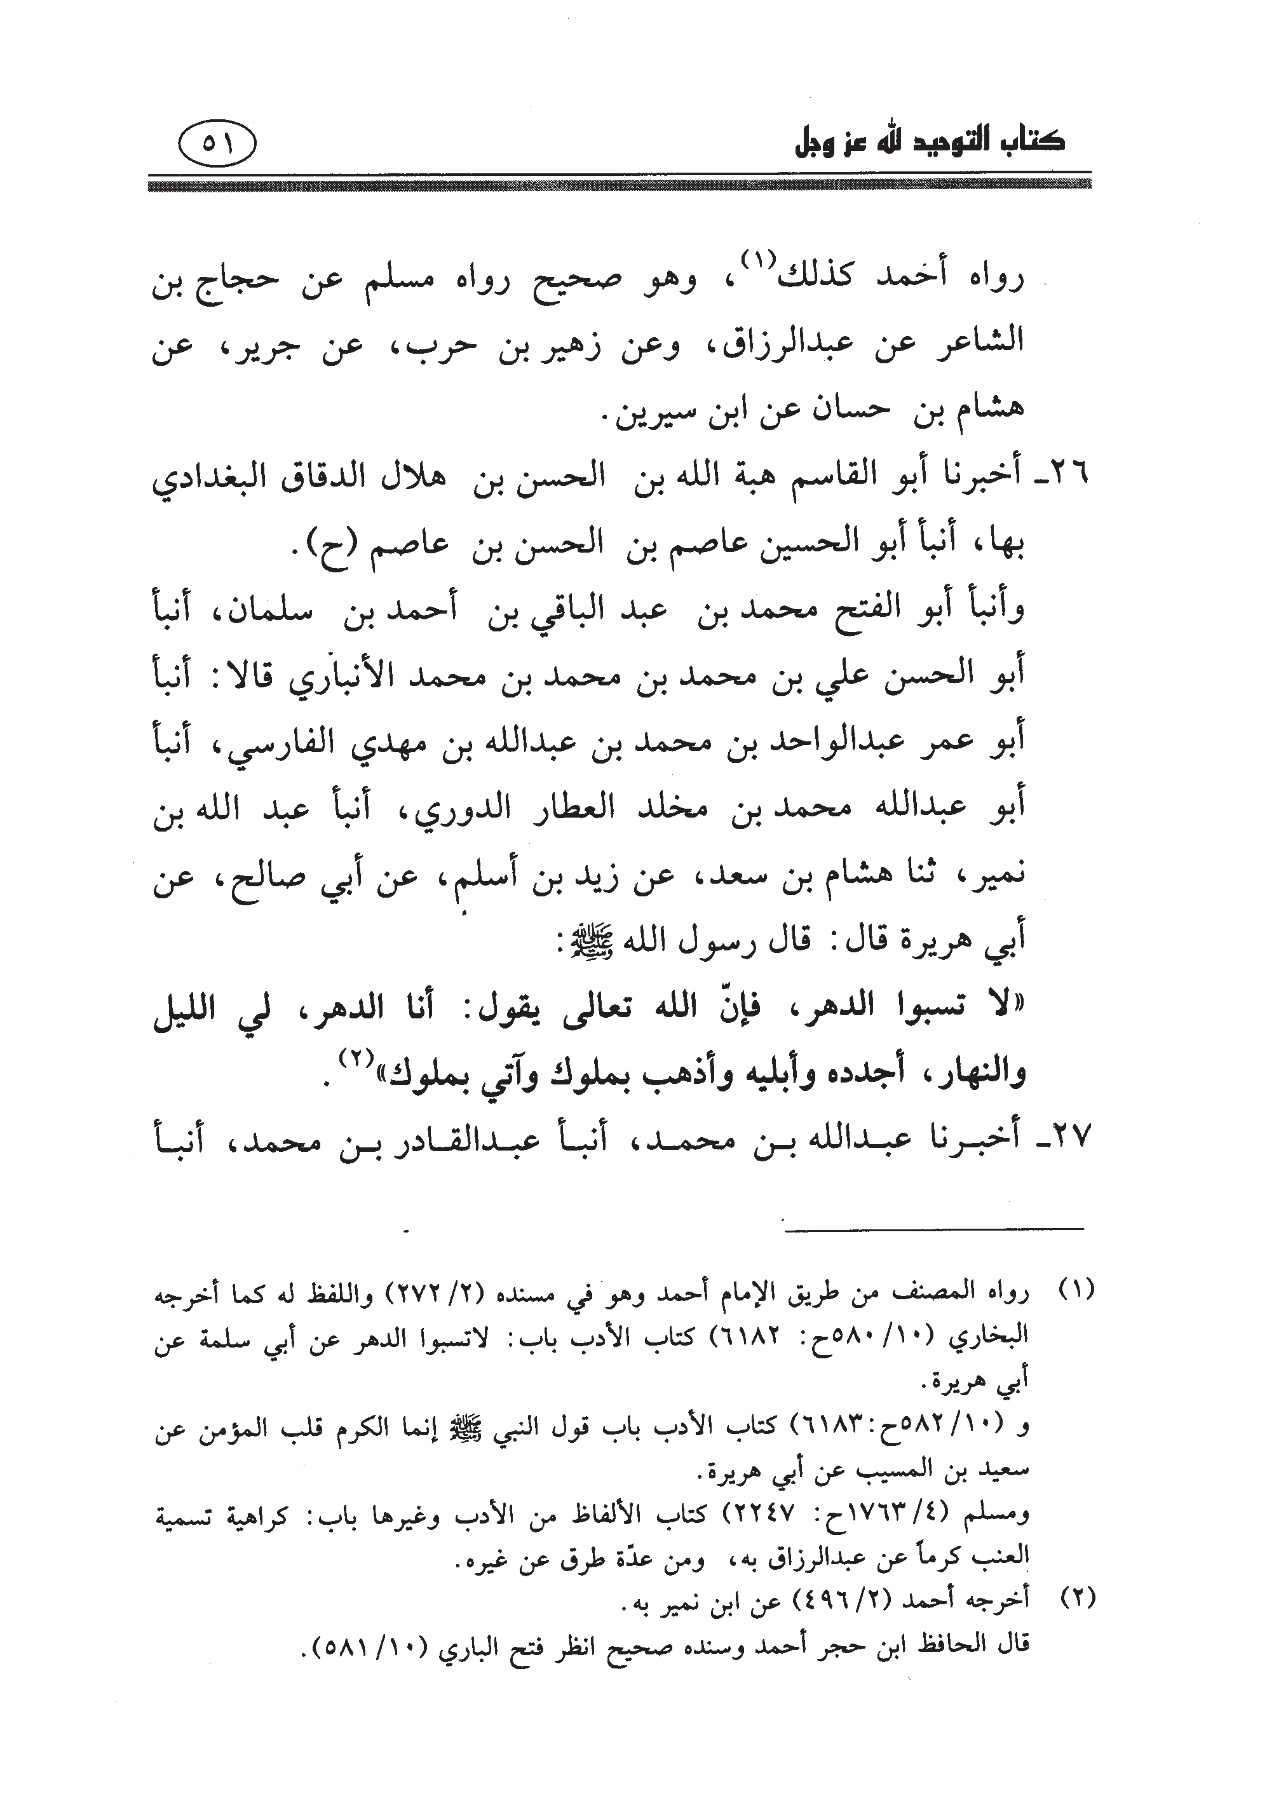 كتاب التوحيد لله عز وجل
٥١
رواه أحمد كذلك(١)، وهو صحيح رواه مسلم عن حجاج بن
الشاعر عن عبدالرزاق، وعن زهير بن حرب، عن جرير، عن
هشام بن حسان عن ابن سيرين.
٢٦ـ أخبرنا أبو القاسم هبة الله بن الحسن بن هلال الدقاق البغدادي
بها، أنبأ أبو الحسين عاصم بن الحسن بن عاصم (ح).
وأنبأ أبو الفتح محمد بن عبد الباقي بن أحمد بن سلمان، أنبأ
أبو الحسن علي بن محمد بن محمد بن محمد الأنباري قالا: أنبأ
أبو عمر عبدالواحد بن محمد بن عبدالله بن مهدي الفارسي، أنبأ
أبو عبدالله محمد بن مخلد العطار الدوري، أنبأ عبد الله بن
نمير، ثنا هشام بن سعد، عن زيد بن أسلم، عن أبي صالح، عن
أبي هريرة قال: قال رسول الله ﷺ:
«لا تسبوا الدهر، فإنّ الله تعالى يقول: أنا الدهر، لي الليل
والنهار، أجدده وأبليه وأذهب بملوك وآتي بملوك»(٢).
٢٧ـ أخبرنا عبدالله بن محمد، أنبأ عبدالقادر بن محمد، أنبأ
(١) رواه المصنف من طريق الإمام أحمد وهو في مسنده (٢/ ٢٧٢) واللفظ له كما أخرجه
البخاري (١٠/ ٥٨٠ح: ٦١٨٢) كتاب الأدب باب: لاتسبوا الدهر عن أبي سلمة عن
أبي هريرة.
و (١٠/ ٥٨٢ح: ٦١٨٣) كتاب الأدب باب قول النبي ﷺ إنما الكرم قلب المؤمن عن
سعيد بن المسيب عن أبي هريرة.
ومسلم (٤/ ١٧٦٣ح: ٢٢٤٧) كتاب الألفاظ من الأدب وغيرها باب: كراهية تسمية
العنب كرماً عن عبدالرزاق به، ومن عدّة طرق عن غيره.
(٢) أخرجه أحمد (٢/ ٤٩٦) عن ابن نمير به.
قال الحافظ ابن حجر أحمد وسنده صحيح انظر فتح الباري (١٠/ ٥٨١).